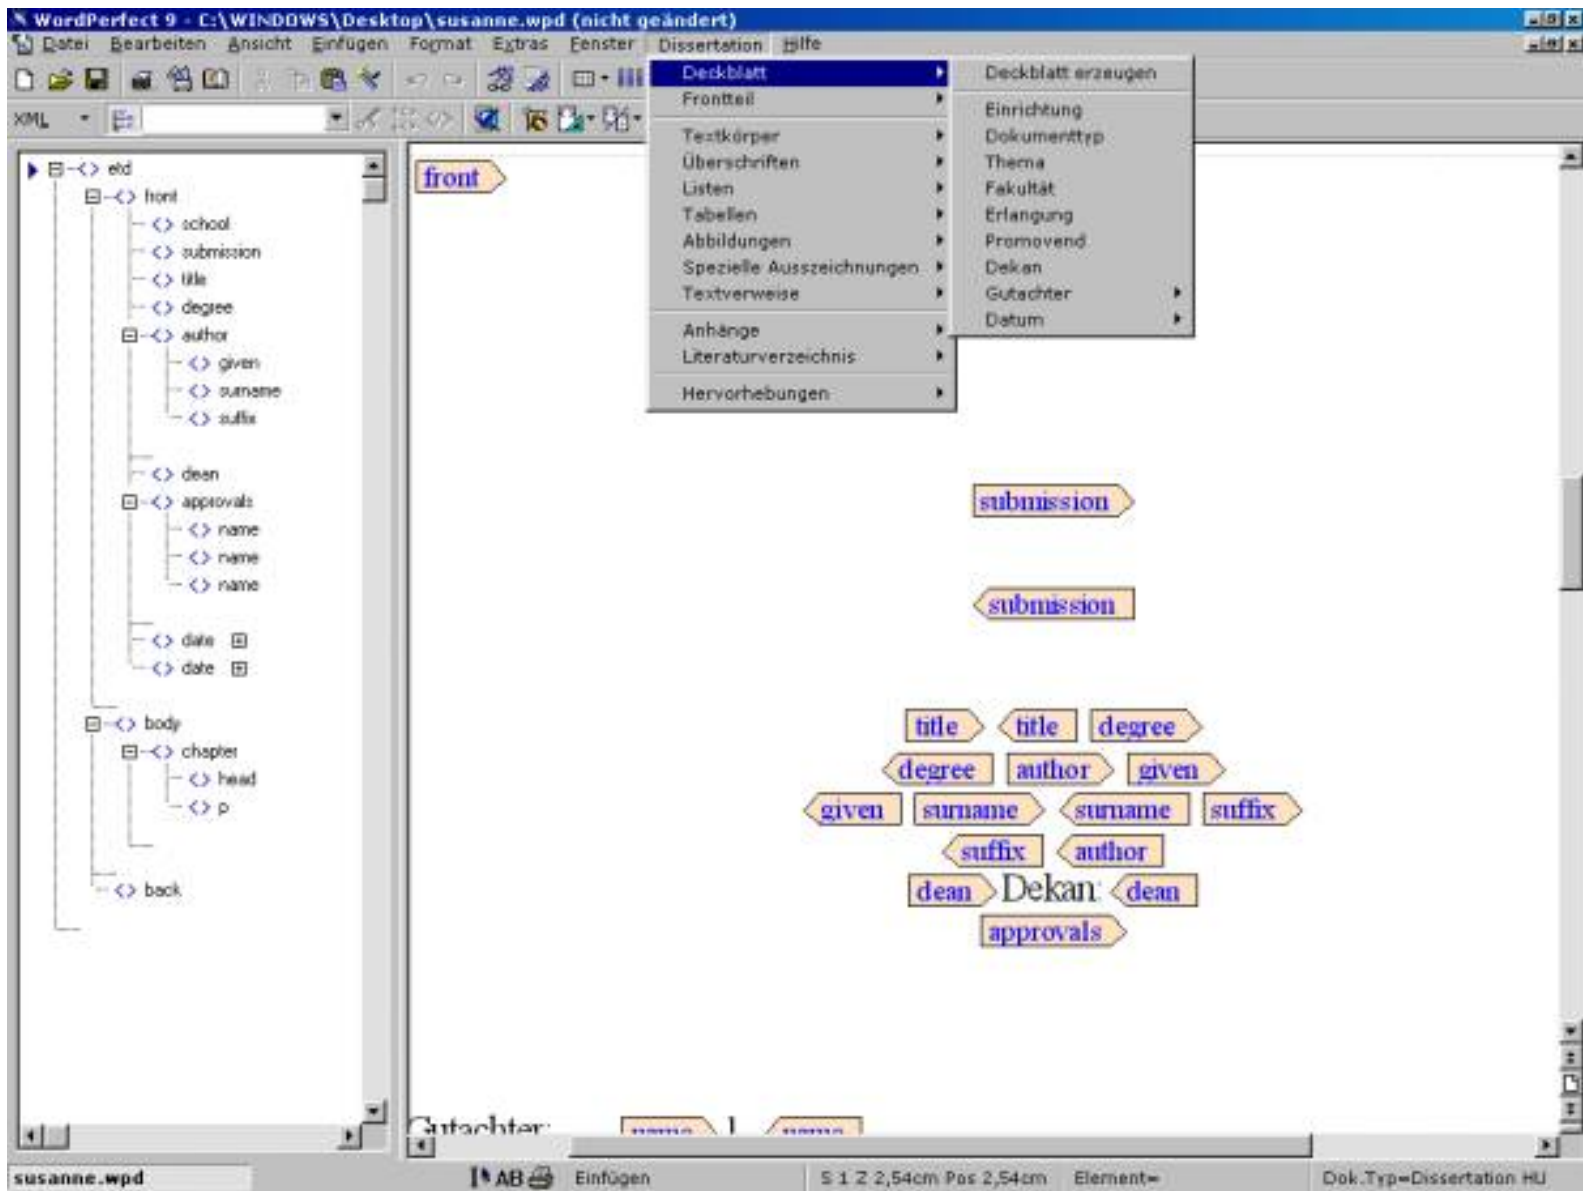 WordPerfect 9 - C:\WINDOWS\Desktop\susanne.wpd (nicht geändert)
Datei Bearbeiten Ansicht Einfügen Format Extras Fenster Dissertation Hilfe
XML
Deckblatt
Frontteil
Textkörper
Überschriften
Listen
Tabellen
Abbildungen
Spezielle Ausszeichnungen
Textverweise
Anhänge
Literaturverzeichnis
Hervorhebungen
Deckblatt erzeugen
Einrichtung
Dokumenttyp
Thema
Fakultät
Erlangung
Promovend
Dekan
Gutachter
Datum
etd
front
school
submission
title
degree
author
given
surname
suffix
dean
approvals
name
name
name
date
date
body
chapter
head
p
back
front
submission
submission
title title degree
degree author given
given surname surname suffix
suffix author
dean Dekan: dean
approvals
Gutachter: name 1 name
susanne.wpd AB Einfügen S 1 Z 2,54cm Pos 2,54cm Element= Dok.Typ=Dissertation HU